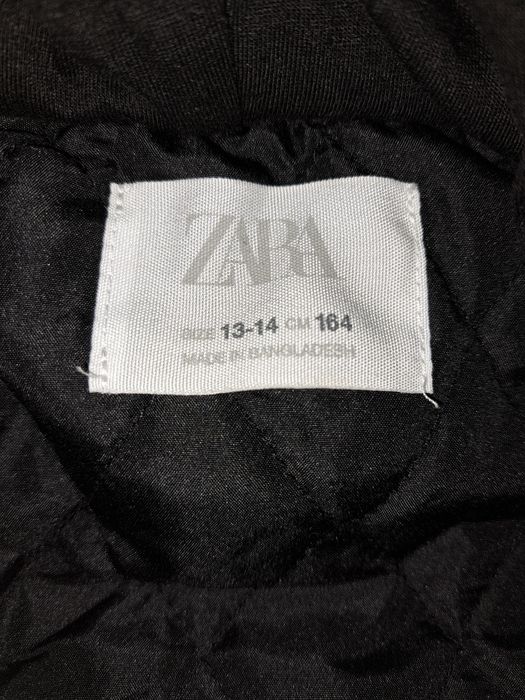 ZARA
SIZE 13-14 CM 164
MADE IN BANGLADESH